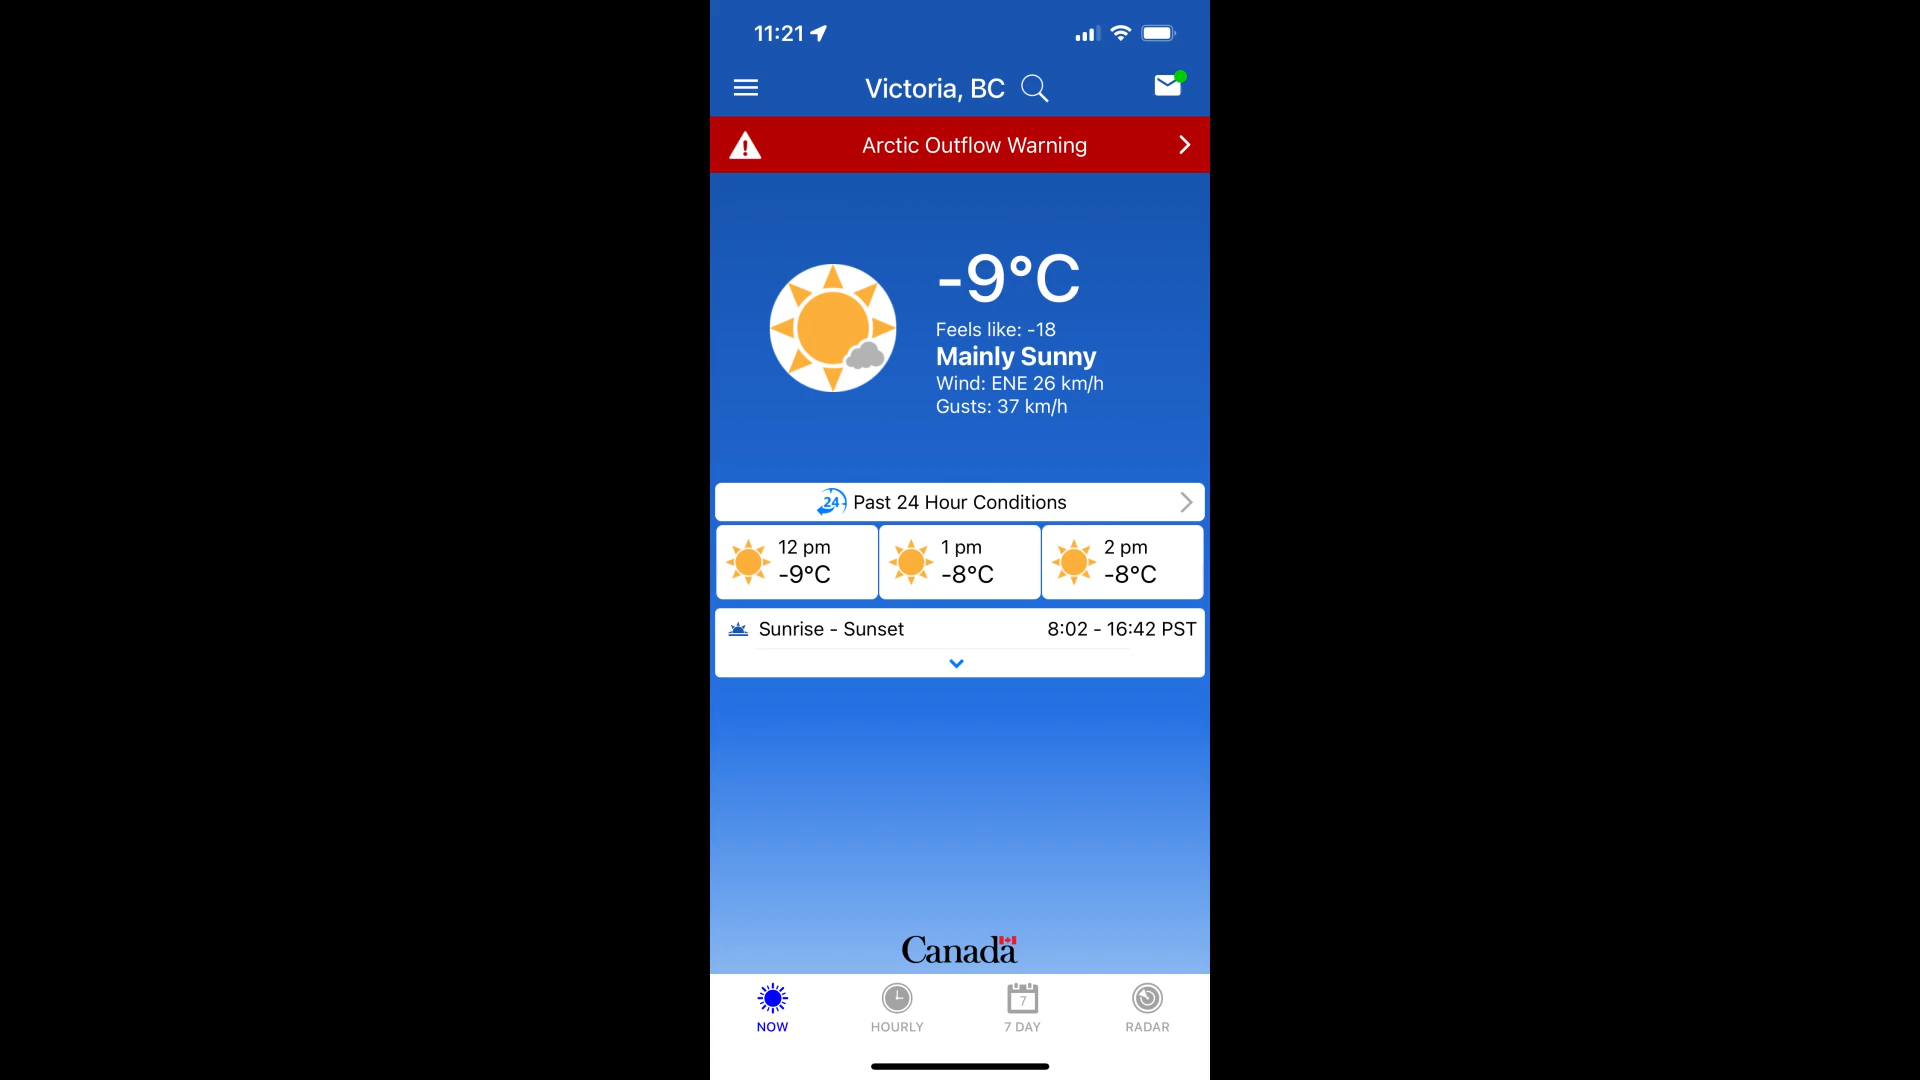 11:21
Victoria, BC
Arctic Outflow Warning
-9°C
Feels like: -18
Mainly Sunny
Wind: ENE 26 km/h
Gusts: 37 km/h
24 Past 24 Hour Conditions
12 pm
-9°C
1 pm
-8°C
2 pm
-8°C
Sunrise - Sunset 8:02 - 16:42 PST
Canada
7
NOW HOURLY 7 DAY RADAR